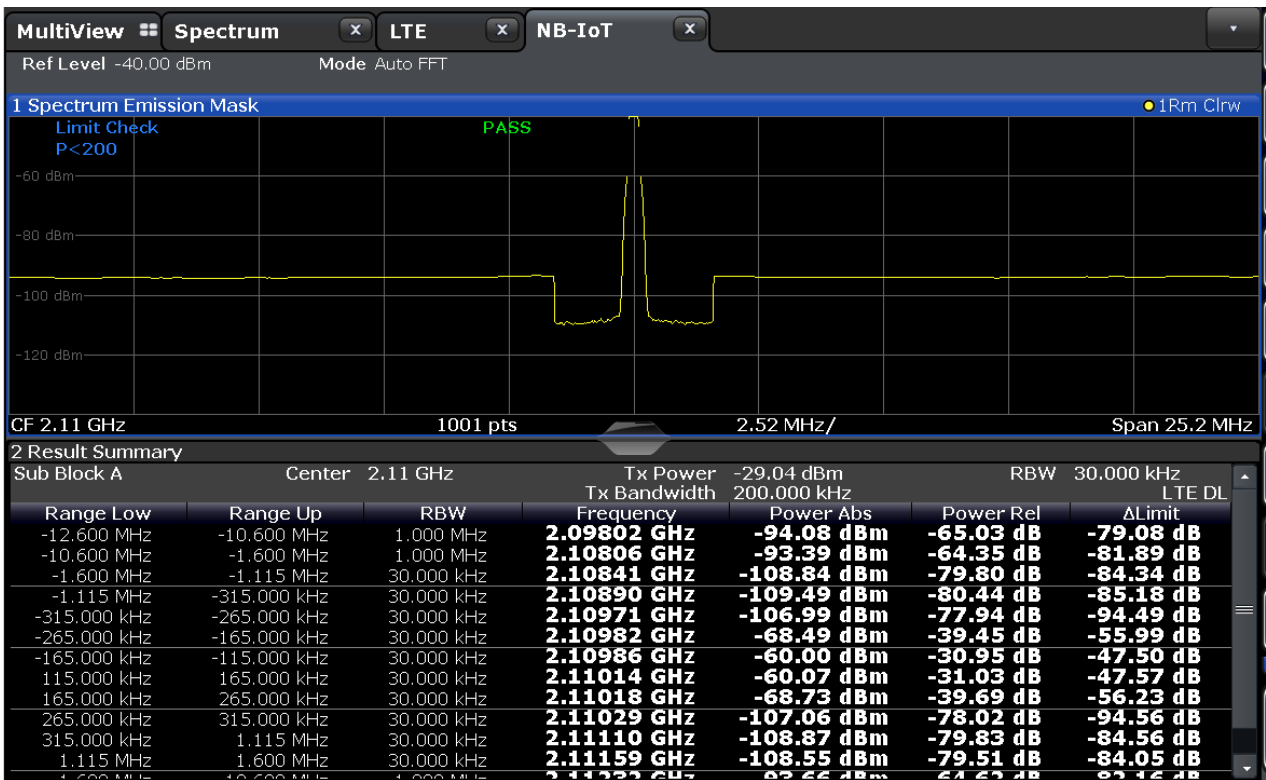 MultiView Spectrum X LTE X NB-IoT X
Ref Level -40.00 dBm Mode Auto FFT
1 Spectrum Emission Mask 1Rm Clrw
Limit Check PASS
P<200
-60 dBm
-80 dBm
-100 dBm
-120 dBm
CF 2.11 GHz 1001 pts 2.52 MHz/ Span 25.2 MHz
2 Result Summary
Sub Block A Center 2.11 GHz Tx Power -29.04 dBm RBW 30.000 kHz
Tx Bandwidth 200.000 kHz LTE DL
Range Low Range Up RBW Frequency Power Abs Power Rel ΔLimit
-12.600 MHz -10.600 MHz 1.000 MHz 2.09802 GHz -94.08 dBm -65.03 dB -79.08 dB
-10.600 MHz -1.600 MHz 1.000 MHz 2.10806 GHz -93.39 dBm -64.35 dB -81.89 dB
-1.600 MHz -1.115 MHz 30.000 kHz 2.10841 GHz -108.84 dBm -79.80 dB -84.34 dB
-1.115 MHz -315.000 kHz 30.000 kHz 2.10890 GHz -109.49 dBm -80.44 dB -85.18 dB
-315.000 kHz -265.000 kHz 30.000 kHz 2.10971 GHz -106.99 dBm -77.94 dB -94.49 dB
-265.000 kHz -165.000 kHz 30.000 kHz 2.10982 GHz -68.49 dBm -39.45 dB -55.99 dB
-165.000 kHz -115.000 kHz 30.000 kHz 2.10986 GHz -60.00 dBm -30.95 dB -47.50 dB
115.000 kHz 165.000 kHz 30.000 kHz 2.11014 GHz -60.07 dBm -31.03 dB -47.57 dB
165.000 kHz 265.000 kHz 30.000 kHz 2.11018 GHz -68.73 dBm -39.69 dB -56.23 dB
265.000 kHz 315.000 kHz 30.000 kHz 2.11029 GHz -107.06 dBm -78.02 dB -94.56 dB
315.000 kHz 1.115 MHz 30.000 kHz 2.11110 GHz -108.87 dBm -79.83 dB -84.56 dB
1.115 MHz 1.600 MHz 30.000 kHz 2.11159 GHz -108.55 dBm -79.51 dB -84.05 dB